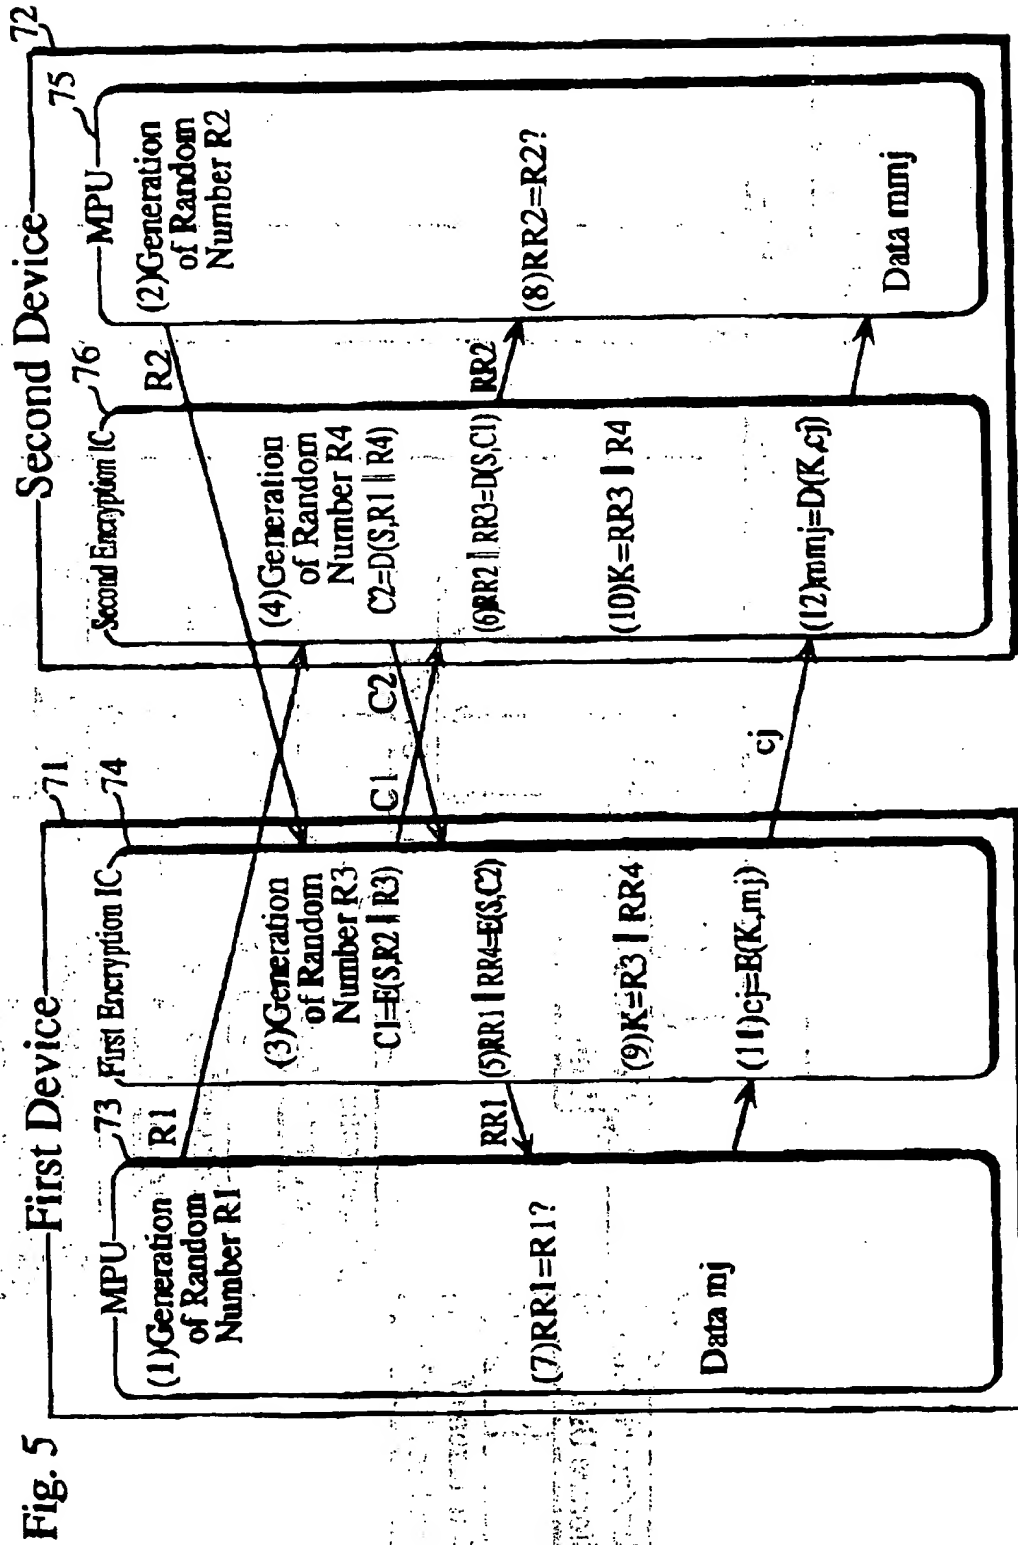 Fig. 5
First Device
71
MPU
73
(1)Generation
of Random
Number R1
(7)RR1=R1?
Data mj
R1
RR1
First Encryption IC
74
(3)Generation
of Random
Number R3
C1=E(S,R2 || R3)
(5)RR1 || RR4=E(S,C2)
(9)K=R3 || RR4
(11)cj=E(K,mj)
C1
C2
cj
Second Device
72
Second Encryption IC
76
(4)Generation
of Random
Number R4
C2=D(S,R1 || R4)
(6)RR2 || RR3=D(S,C1)
(10)K=RR3 || R4
(12)mmj=D(K,cj)
R2
RR2
MPU
75
(2)Generation
of Random
Number R2
(8)RR2=R2?
Data mmj